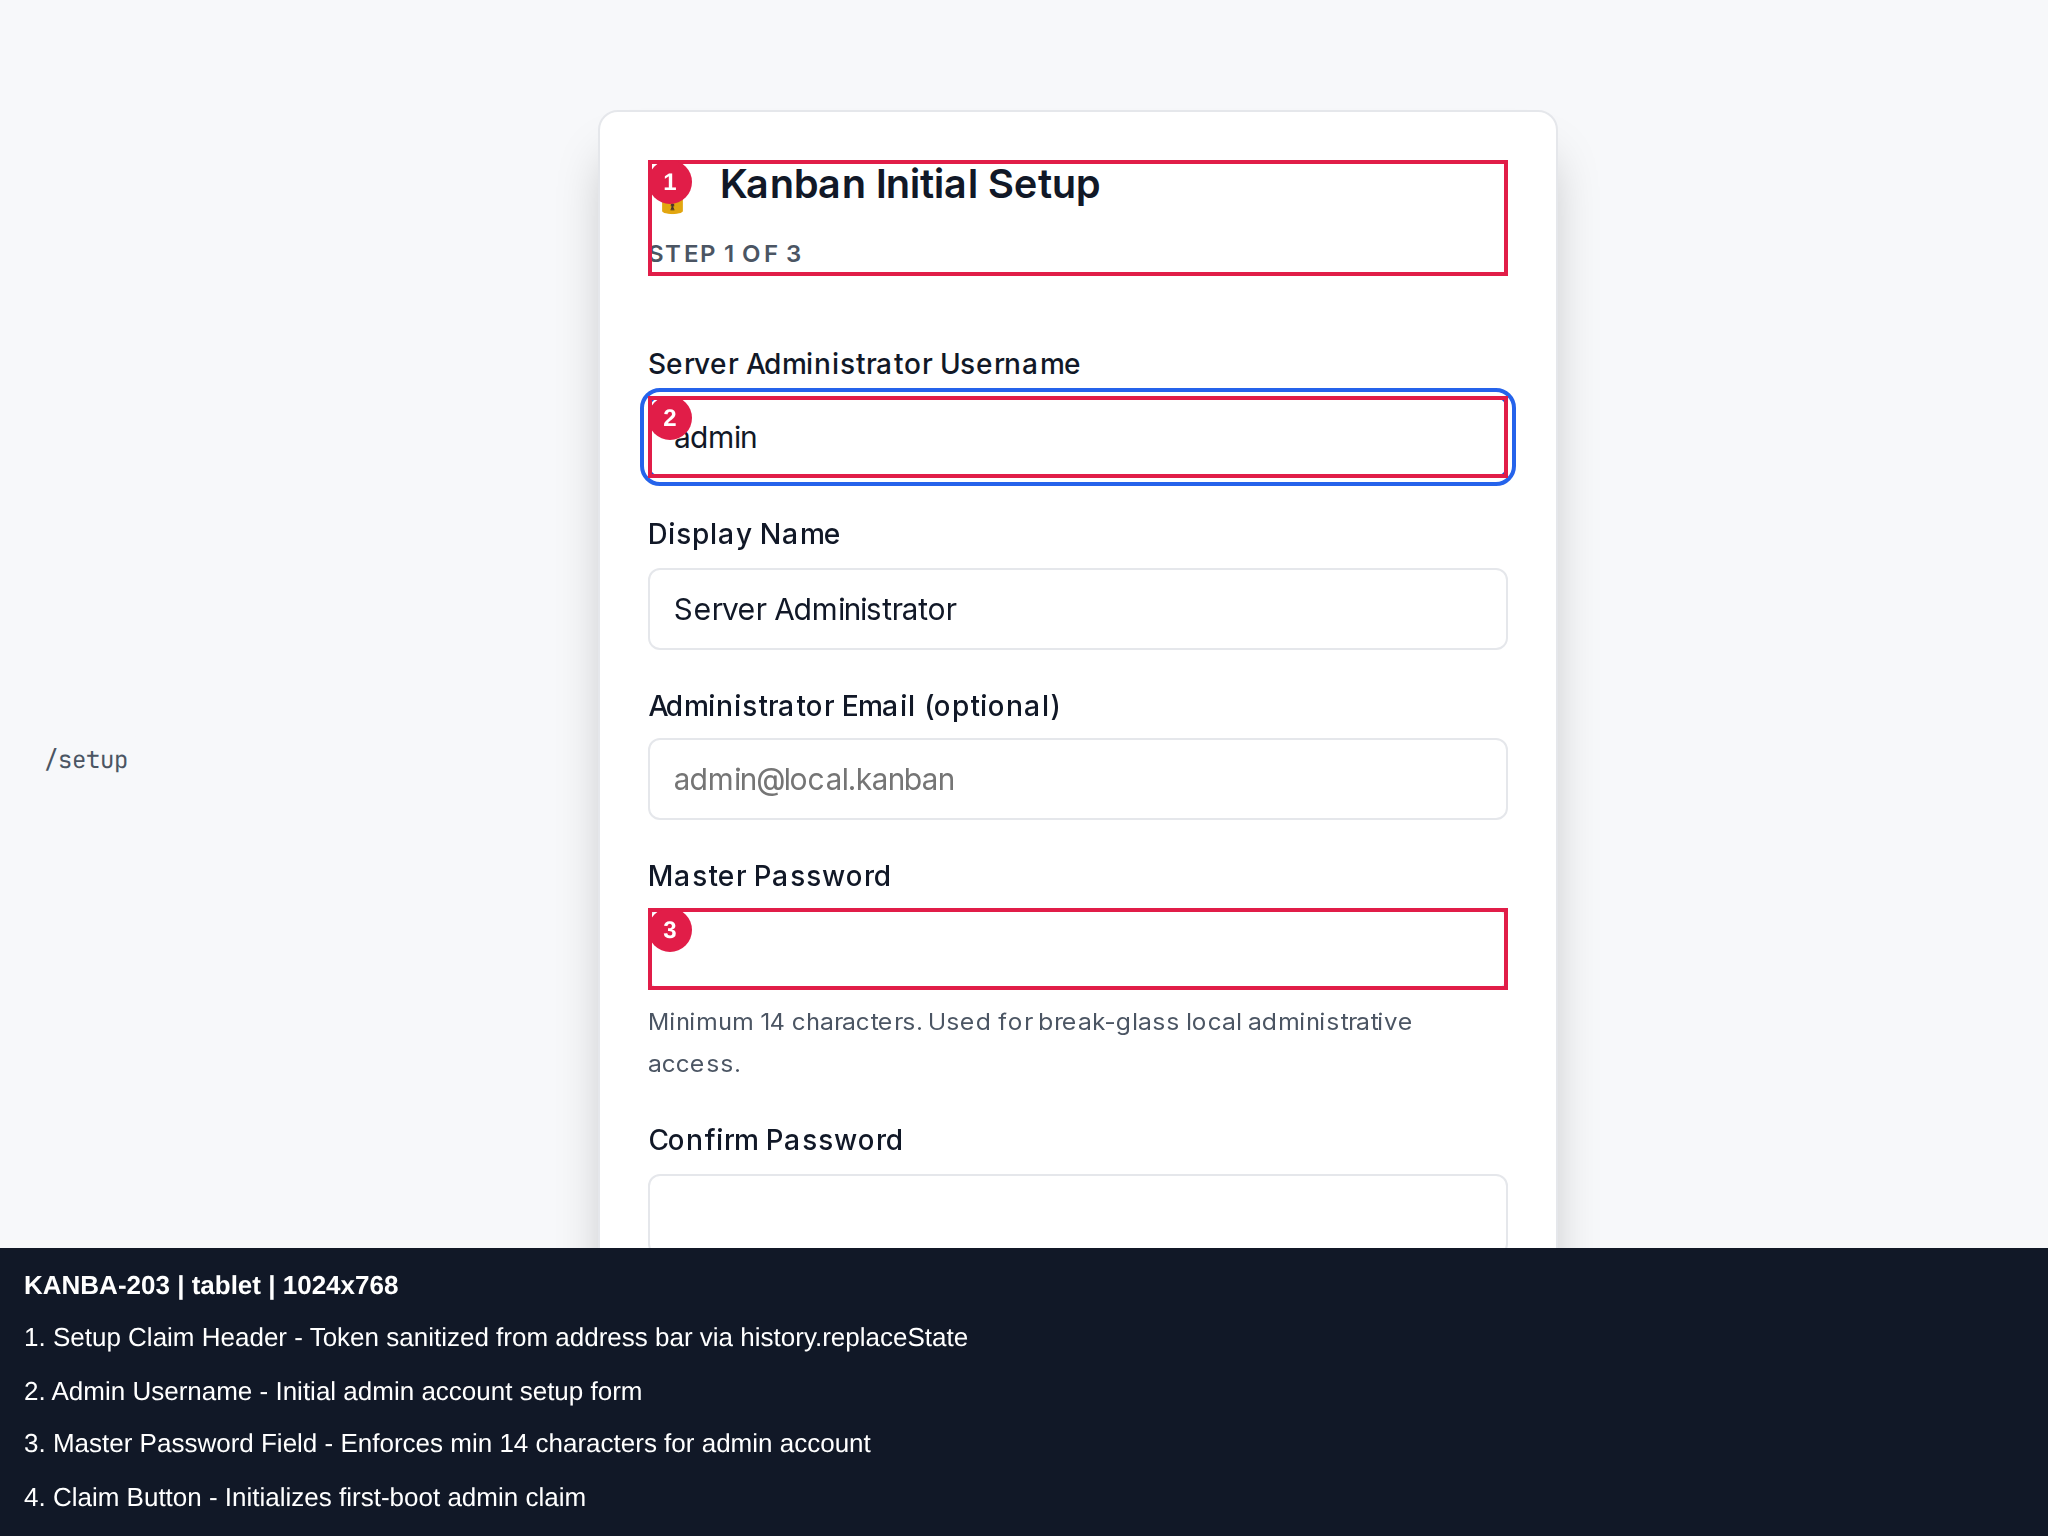 1
Kanban Initial Setup
STEP 1 OF 3
Server Administrator Username
2
admin
Display Name
Server Administrator
Administrator Email (optional)
/setup
admin@local.kanban
Master Password
3
Minimum 14 characters. Used for break-glass local administrative
access.
Confirm Password
KANBA-203 | tablet | 1024x768
1. Setup Claim Header - Token sanitized from address bar via history.replaceState
2. Admin Username - Initial admin account setup form
3. Master Password Field - Enforces min 14 characters for admin account
4. Claim Button - Initializes first-boot admin claim